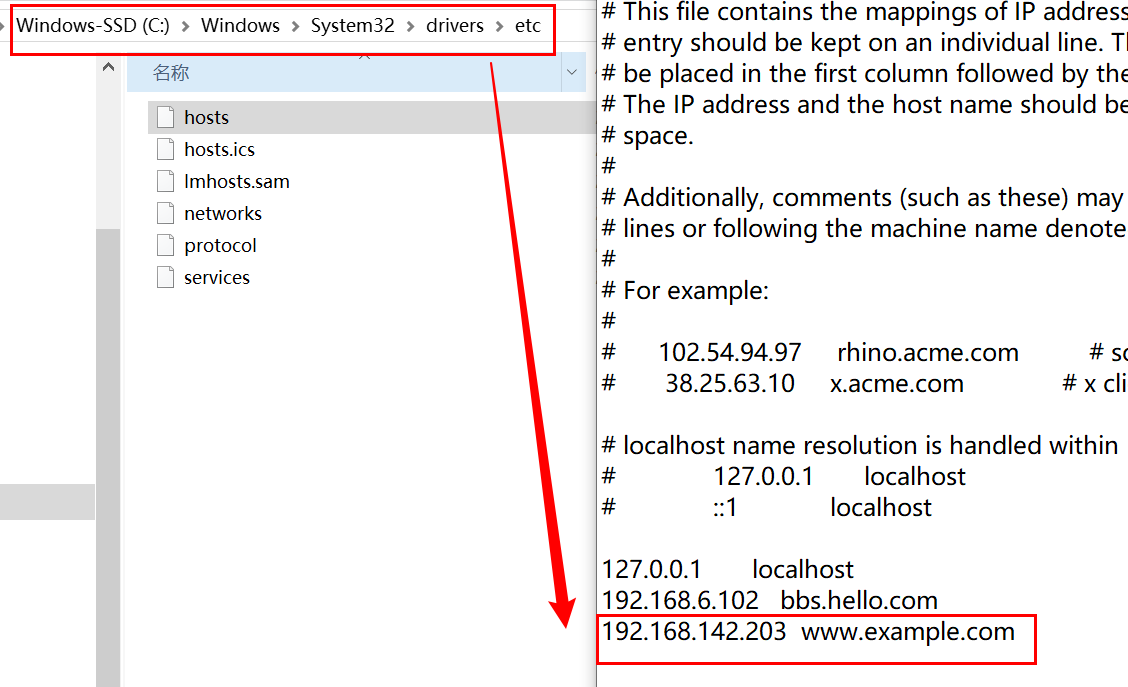 Windows-SSD (C:) > Windows > System32 > drivers > etc
名称
hosts
hosts.ics
lmhosts.sam
networks
protocol
services
# This file contains the mappings of IP address
# entry should be kept on an individual line.
# be placed in the first column followed by the
# The IP address and the host name should be
# space.
#
# Additionally, comments (such as these) may
# lines or following the machine name denote
#
# For example:
#
# 102.54.94.97 rhino.acme.com #
# 38.25.63.10 x.acme.com # x
# localhost name resolution is handled within
# 127.0.0.1 localhost
# ::1 localhost
127.0.0.1 localhost
192.168.6.102 bbs.hello.com
192.168.142.203 www.example.com